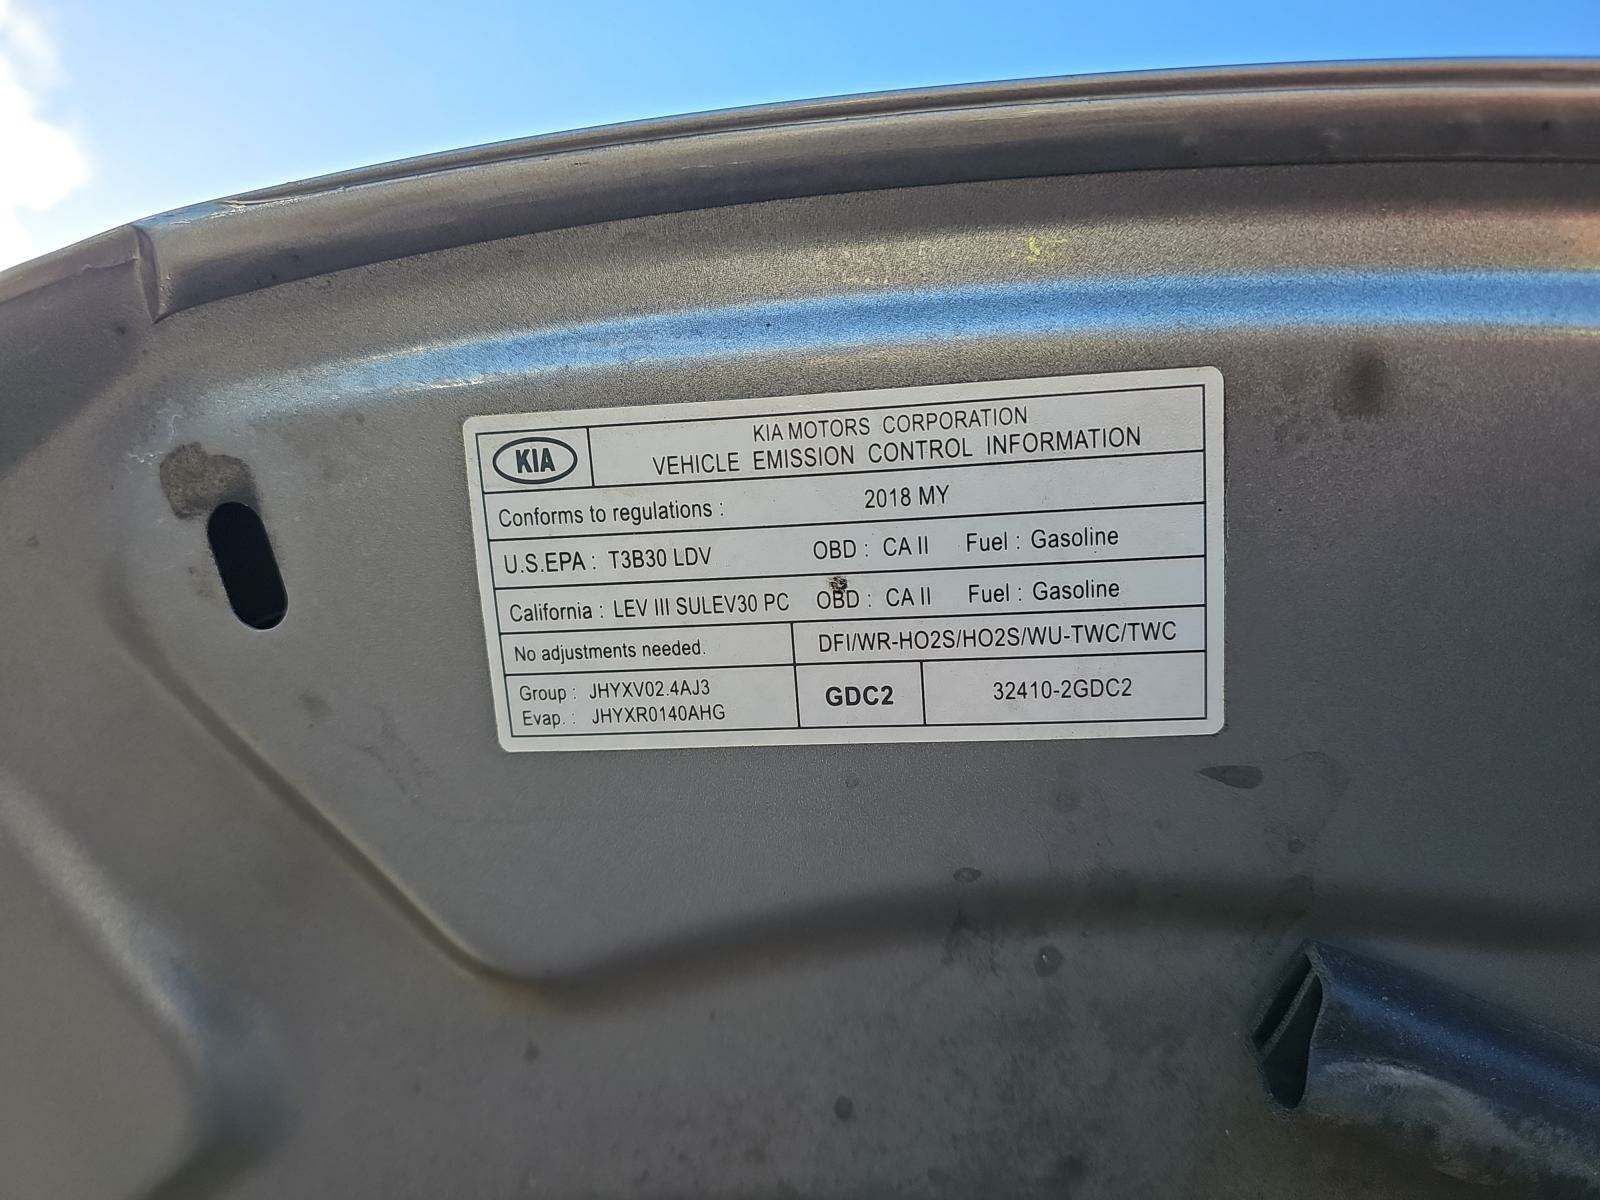 KIA
KIA MOTORS CORPORATION
VEHICLE EMISSION CONTROL INFORMATION
Conforms to regulations : 2018 MY
U.S.EPA : T3B30 LDV OBD : CA II Fuel : Gasoline
California : LEV III SULEV30 PC OBD : CA II Fuel : Gasoline
No adjustments needed. DFI/WR-HO2S/HO2S/WU-TWC/TWC
Group : JHYXV02.4AJ3
Evap. : JHYXR0140AHG
GDC2 32410-2GDC2